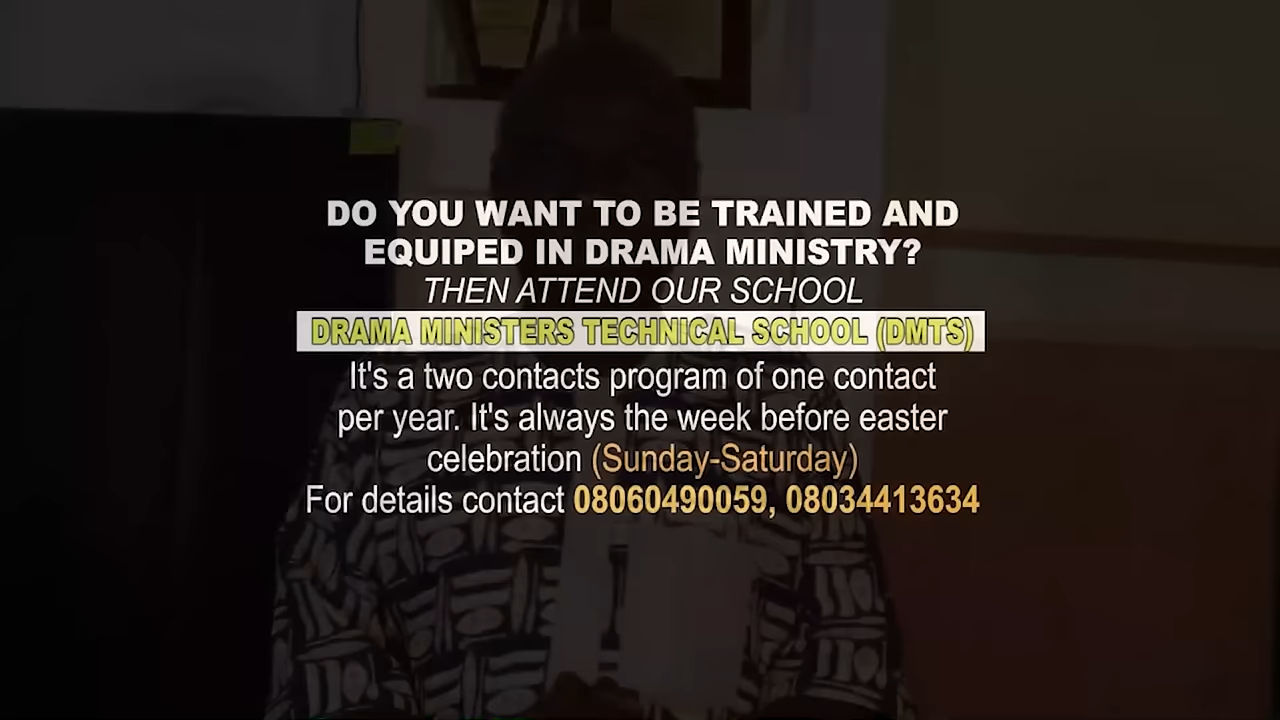 DO YOU WANT TO BE TRAINED AND
EQUIPED IN DRAMA MINISTRY?
THEN ATTEND OUR SCHOOL
DRAMA MINISTERS TECHNICAL SCHOOL (DMTS)
It's a two contacts program of one contact
per year. It's always the week before easter
celebration (Sunday-Saturday)
For details contact 08060490059, 08034413634